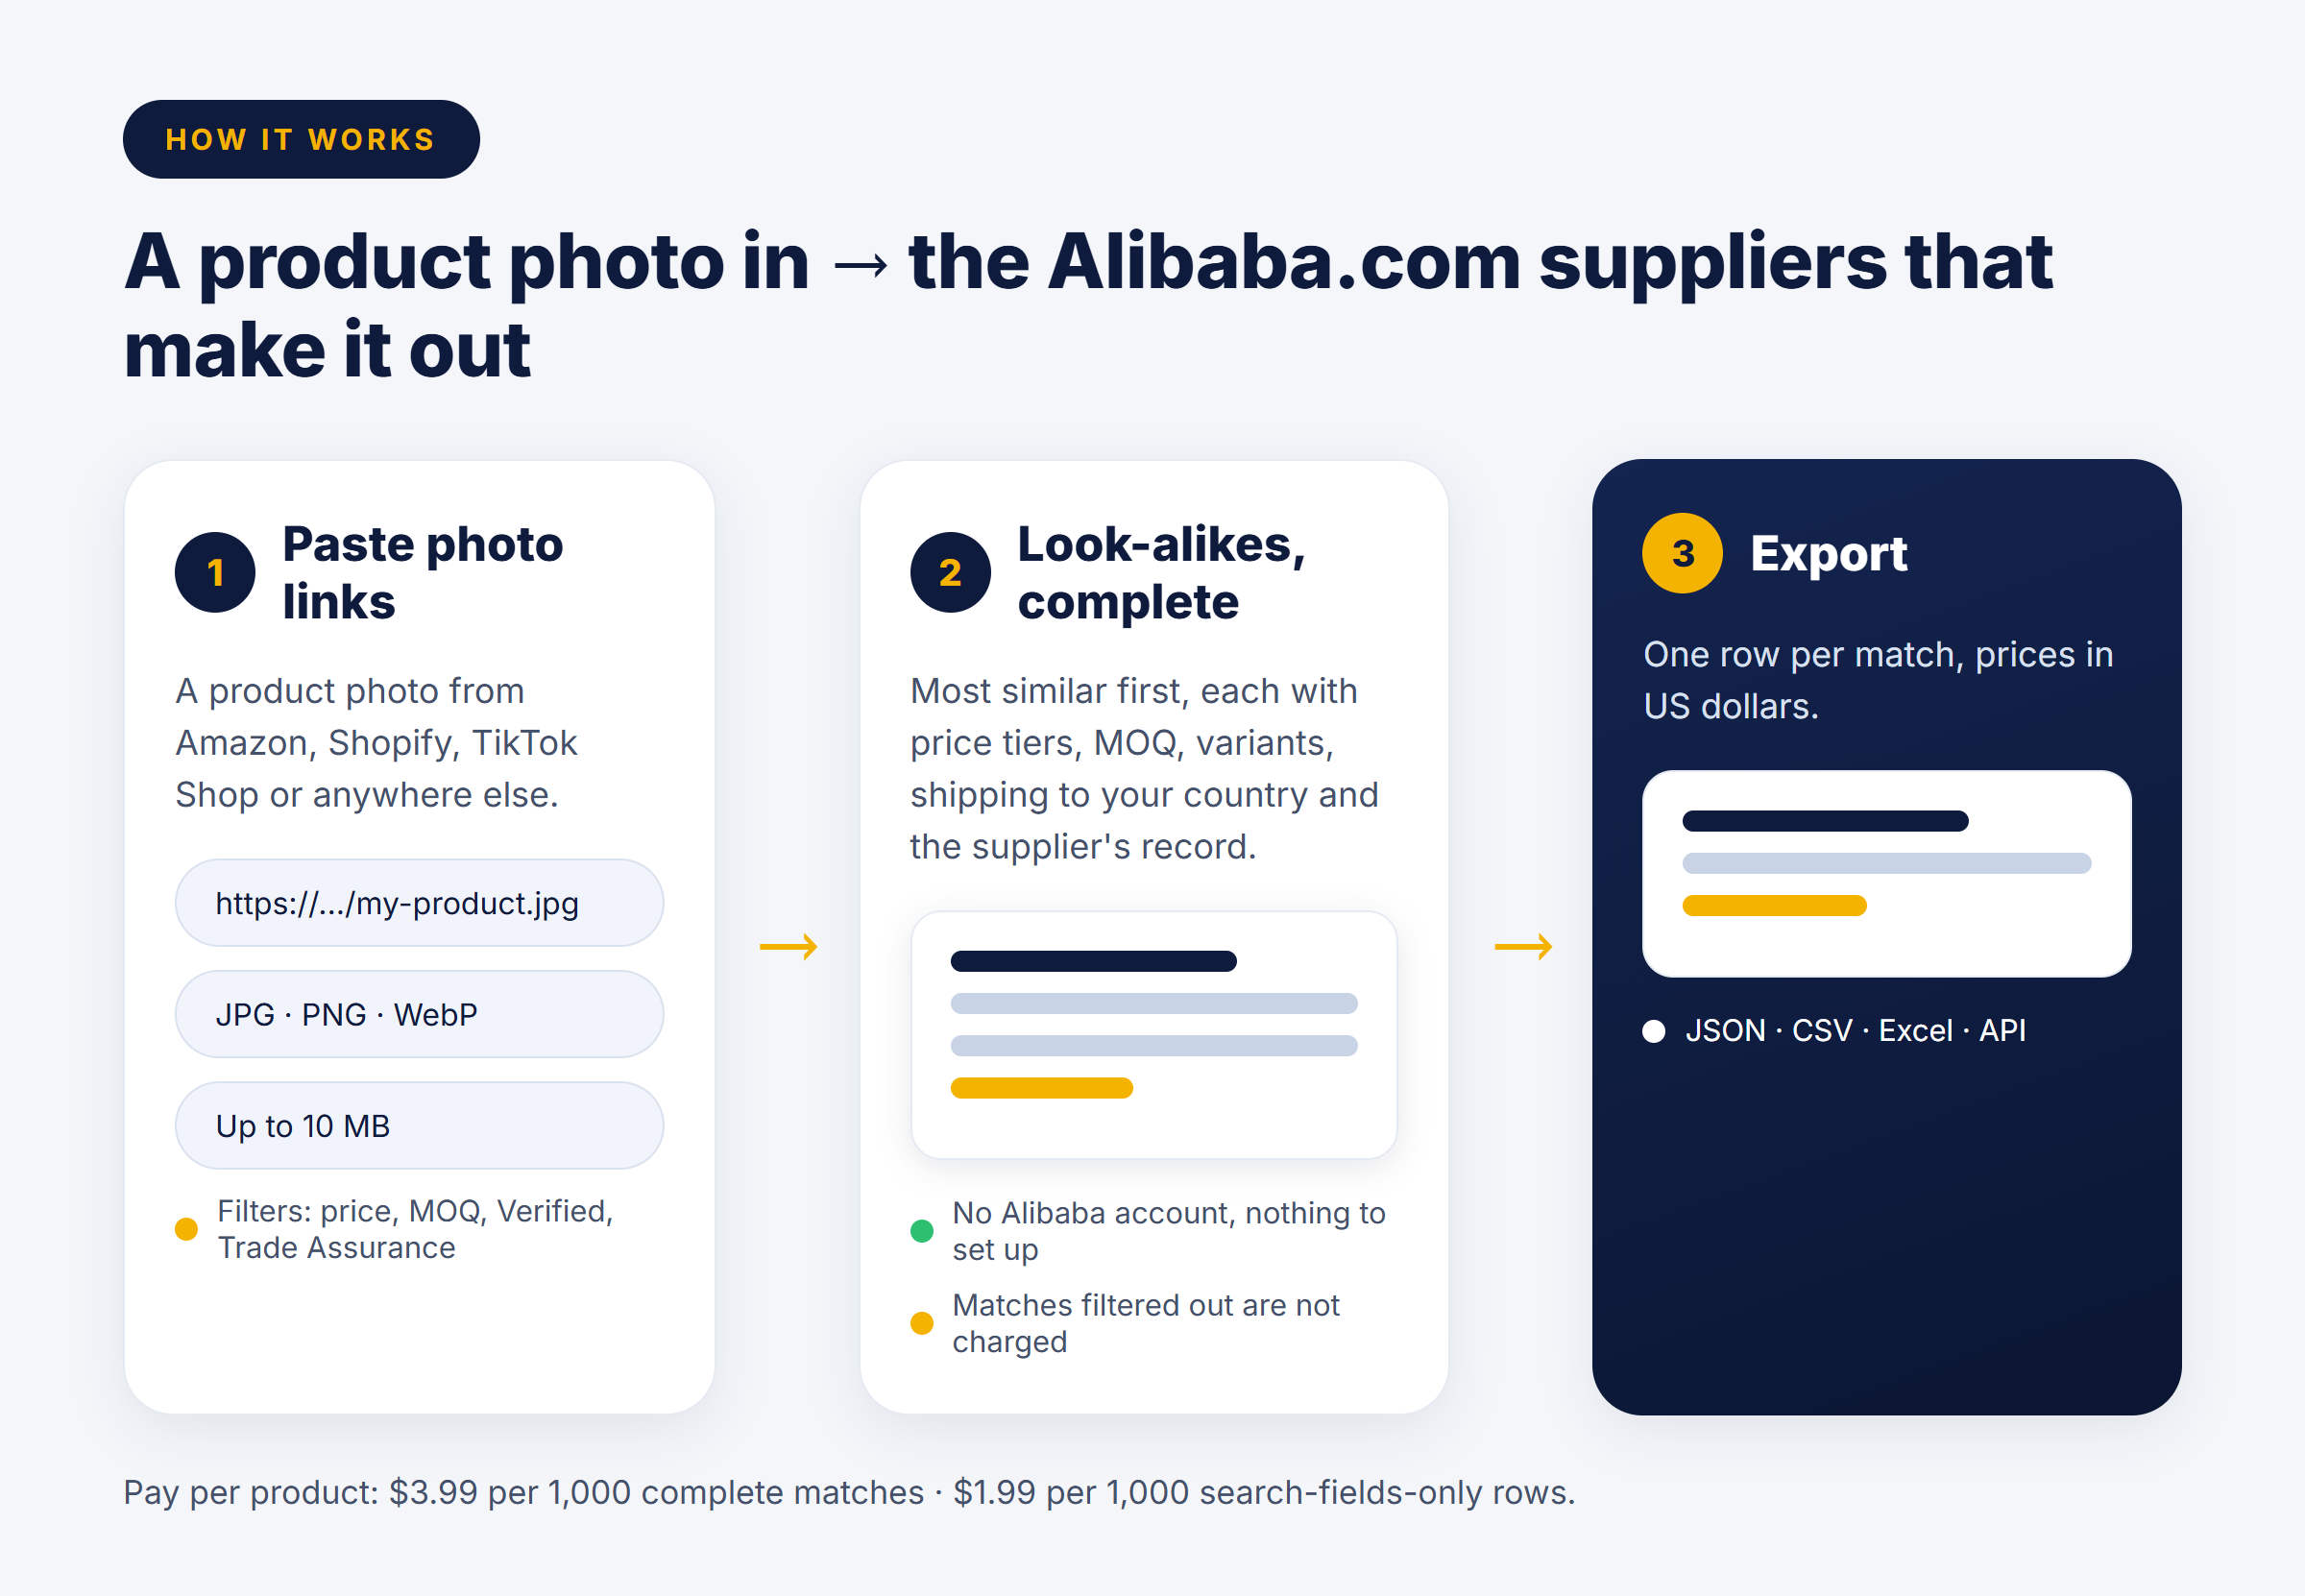 HOW IT WORKS
A product photo in → the Alibaba.com suppliers that
make it out
1
Paste photo
links
A product photo from
Amazon, Shopify, TikTok
Shop or anywhere else.
https://.../my-product.jpg
JPG · PNG · WebP
Up to 10 MB
Filters: price, MOQ, Verified,
Trade Assurance
→
2
Look-alikes,
complete
Most similar first, each with
price tiers, MOQ, variants,
shipping to your country and
the supplier's record.
No Alibaba account, nothing to
set up
Matches filtered out are not
charged
→
3
Export
One row per match, prices in
US dollars.
JSON · CSV · Excel · API
Pay per product: $3.99 per 1,000 complete matches · $1.99 per 1,000 search-fields-only rows.